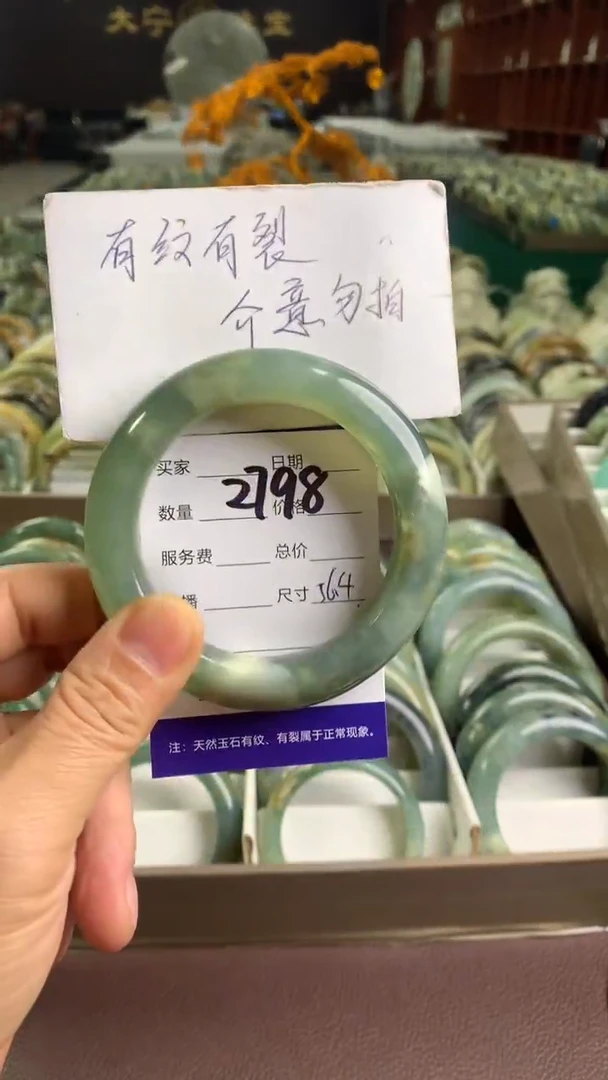 有纹有裂
介意勿拍
买家 日期
2798
数量 价格
服务费 总价
播 尺寸 56.4
注：天然玉石有纹、有裂属于正常现象。